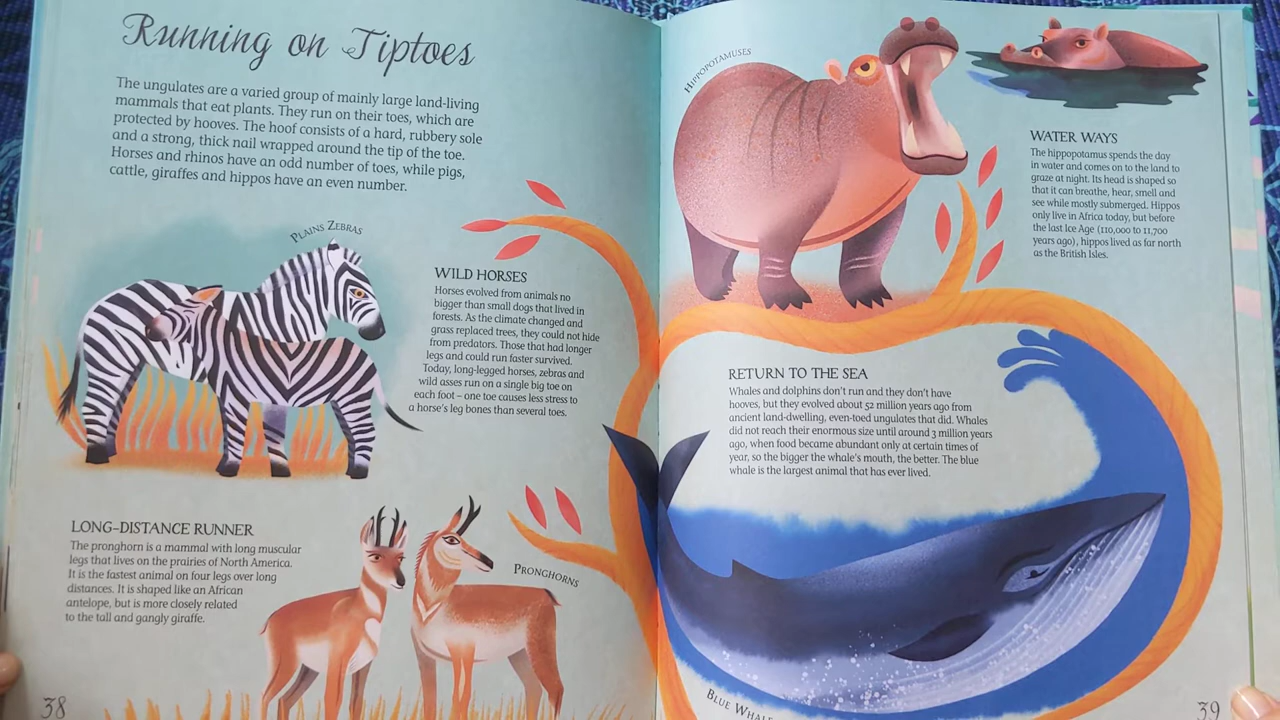 Running on Tiptoes
The ungulates are a varied group of mainly large land-living
mammals that eat plants. They run on their toes, which are
protected by hooves. The hoof consists of a hard, rubbery sole
and a strong, thick nail wrapped around the tip of the toe.
Horses and rhinos have an odd number of toes, while pigs,
cattle, giraffes and hippos have an even number.
PLAINS ZEBRAS
WILD HORSES
Horses evolved from animals no
bigger than small dogs that lived in
forests. As the climate changed and
grass replaced trees, they could not hide
from predators. Those that had longer
legs and could run faster survived.
Today, long-legged horses, zebras and
wild asses run on a single big toe on
each foot – one toe causes less stress to
a horse's leg bones than several toes.
LONG-DISTANCE RUNNER
The pronghorn is a mammal with long muscular
legs that lives on the prairies of North America.
It is the fastest animal on four legs over long
distances. It is shaped like an African
antelope, but is more closely related
to the tall and gangly giraffe.
PRONGHORNS
38
HIPPOPOTAMUSES
WATER WAYS
The hippopotamus spends the day
in water and comes on to the land to
graze at night. Its head is shaped so
that it can breathe, hear, smell and
see while mostly submerged. Hippos
only live in Africa today, but before
the last Ice Age (110,000 to 11,700
years ago), hippos lived as far north
as the British Isles.
RETURN TO THE SEA
Whales and dolphins don't run and they don't have
hooves, but they evolved about 52 million years ago from
ancient land-dwelling, even-toed ungulates that did. Whales
did not reach their enormous size until around 3 million years
ago, when food became abundant only at certain times of
year, so the bigger the whale's mouth, the better. The blue
whale is the largest animal that has ever lived.
BLUE WHALE
39